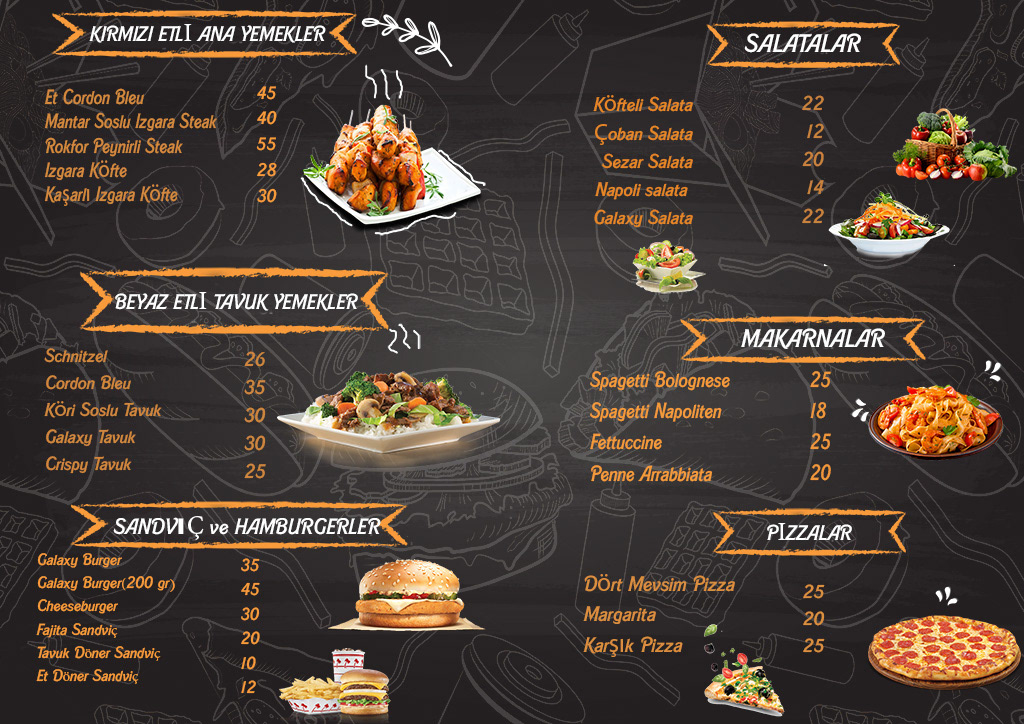 KIRMIZI ETLİ ANA YEMEKLER
Et Cordon Bleu 45
Mantar Soslu Izgara Steak 40
Rokfor Peynirli Steak 55
Izgara Köfte 28
Kaşarlı Izgara Köfte 30
BEYAZ ETLİ TAVUK YEMEKLER
Schnitzel 26
Cordon Bleu 35
Köri Soslu Tavuk 30
Galaxy Tavuk 30
Crispy Tavuk 25
SANDVİÇ ve HAMBURGERLER
Galaxy Burger 35
Galaxy Burger(200 gr) 45
Cheeseburger 30
Fajita Sandviç 20
Tavuk Döner Sandviç 10
Et Döner Sandviç 12
SALATALAR
Köfteli Salata 22
Çoban Salata 12
Sezar Salata 20
Napoli salata 14
Galaxy Salata 22
MAKARNALAR
Spagetti Bolognese 25
Spagetti Napoliten 18
Fettuccine 25
Penne Arrabbiata 20
PİZZALAR
Dört Mevsim Pizza 25
Margarita 20
Karşık Pizza 25